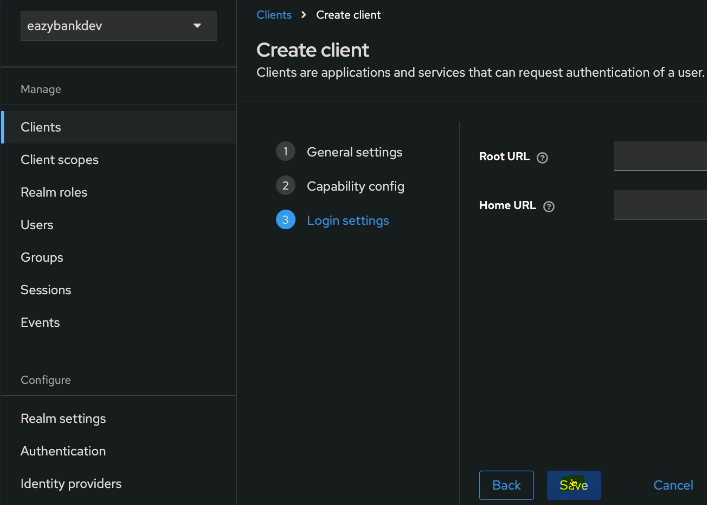 eazybankdev
Manage
Clients
Client scopes
Realm roles
Users
Groups
Sessions
Events
Configure
Realm settings
Authentication
Identity providers
Clients > Create client
Create client
Clients are applications and services that can request authentication of a user.
1 General settings
2 Capability config
3 Login settings
Root URL ?
Home URL ?
Back Save Cancel